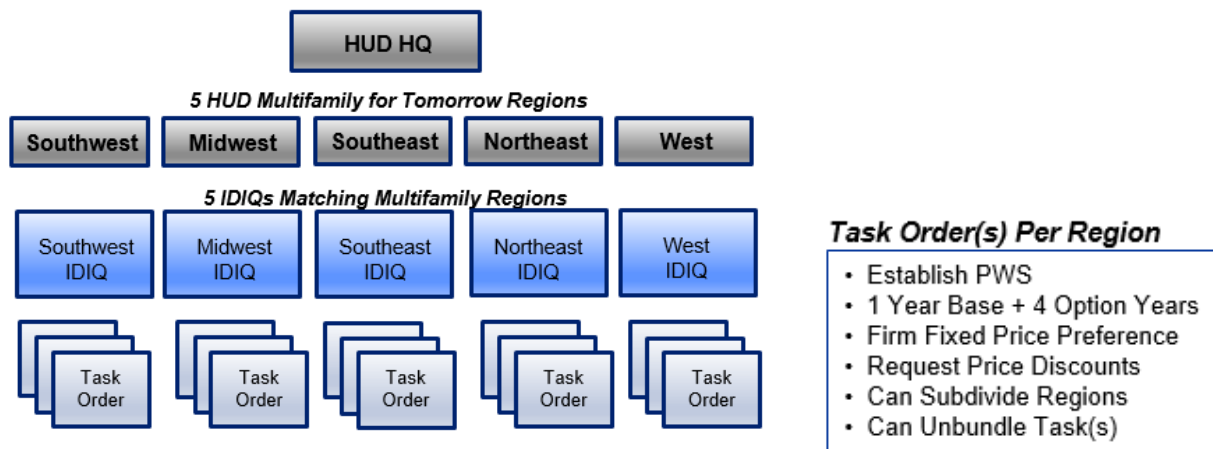 HUD HQ
5 HUD Multifamily for Tomorrow Regions
Southwest
Midwest
Southeast
Northeast
West
5 IDIQs Matching Multifamily Regions
Southwest
IDIQ
Midwest
IDIQ
Southeast
IDIQ
Northeast
IDIQ
West
IDIQ
Task
Order
Task
Order
Task
Order
Task
Order
Task
Order
Task Order(s) Per Region
• Establish PWS
• 1 Year Base + 4 Option Years
• Firm Fixed Price Preference
• Request Price Discounts
• Can Subdivide Regions
• Can Unbundle Task(s)